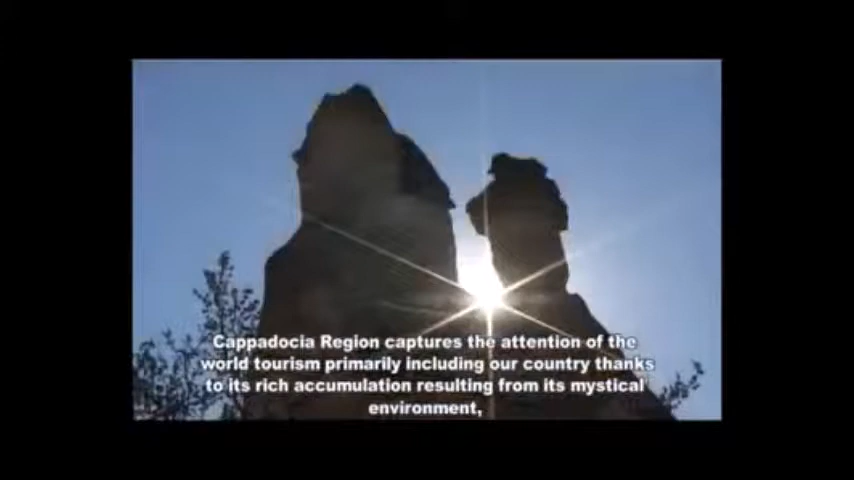 Cappadocia Region captures the attention of the
world tourism primarily including our country thanks
to its rich accumulation resulting from its mystical
environment,